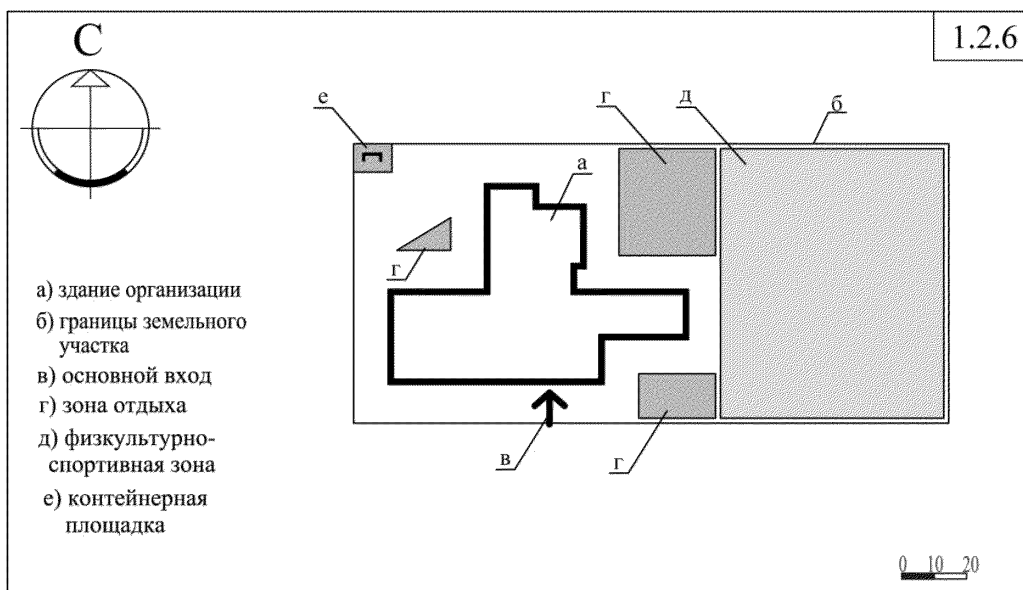 С
1.2.6
е
г
д
б
а
г
а) здание организации
б) границы земельного
участка
в) основной вход
г) зона отдыха
д) физкультурно-
спортивная зона
е) контейнерная
площадка
в
г
0 10 20